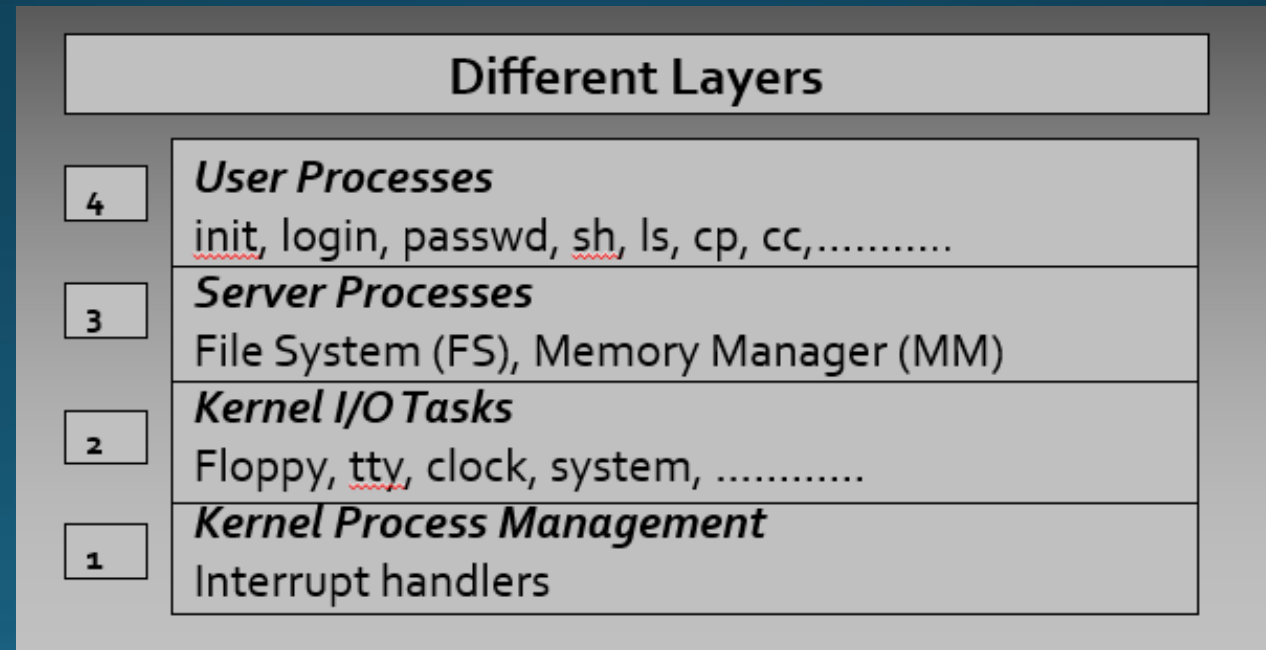 Different Layers
4
User Processes
init, login, passwd, sh, ls, cp, cc,...........
3
Server Processes
File System (FS), Memory Manager (MM)
2
Kernel I/O Tasks
Floppy, tty, clock, system, ............
1
Kernel Process Management
Interrupt handlers